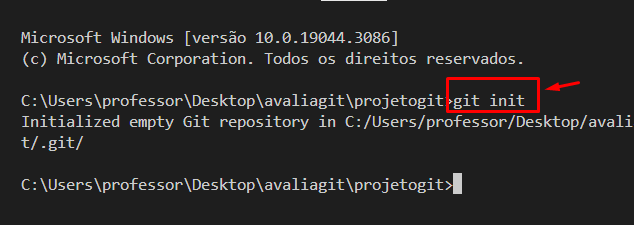 Microsoft Windows [versão 10.0.19044.3086]
(c) Microsoft Corporation. Todos os direitos reservados.
C:\Users\professor\Desktop\avaliagit\projetogit>git init
Initialized empty Git repository in C:/Users/professor/Desktop/avali
t/.git/
C:\Users\professor\Desktop\avaliagit\projetogit>